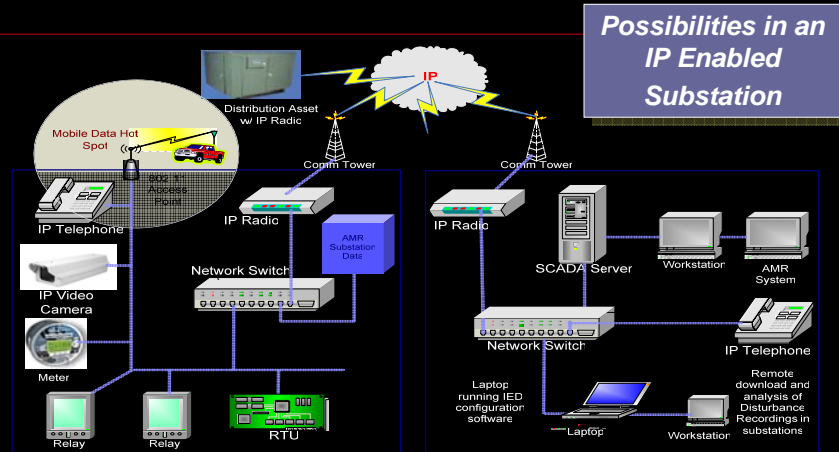 Possibilities in an
IP Enabled
Substation
IP
Distribution Asset
w/ IP Radio
Mobile Data Hot
Spot
Access
Point
Comm Tower
Comm Tower
IP Telephone
IP Radio
IP Radio
AMR
Substation
Data
SCADA Server
Workstation
AMR
System
IP Video
Camera
Network Switch
Network Switch
IP Telephone
Meter
Laptop
running IED
configuration
software
Remote
download and
analysis of
Disturbance
Recordings in
substations
Relay
Relay
RTU
Laptop
Workstation